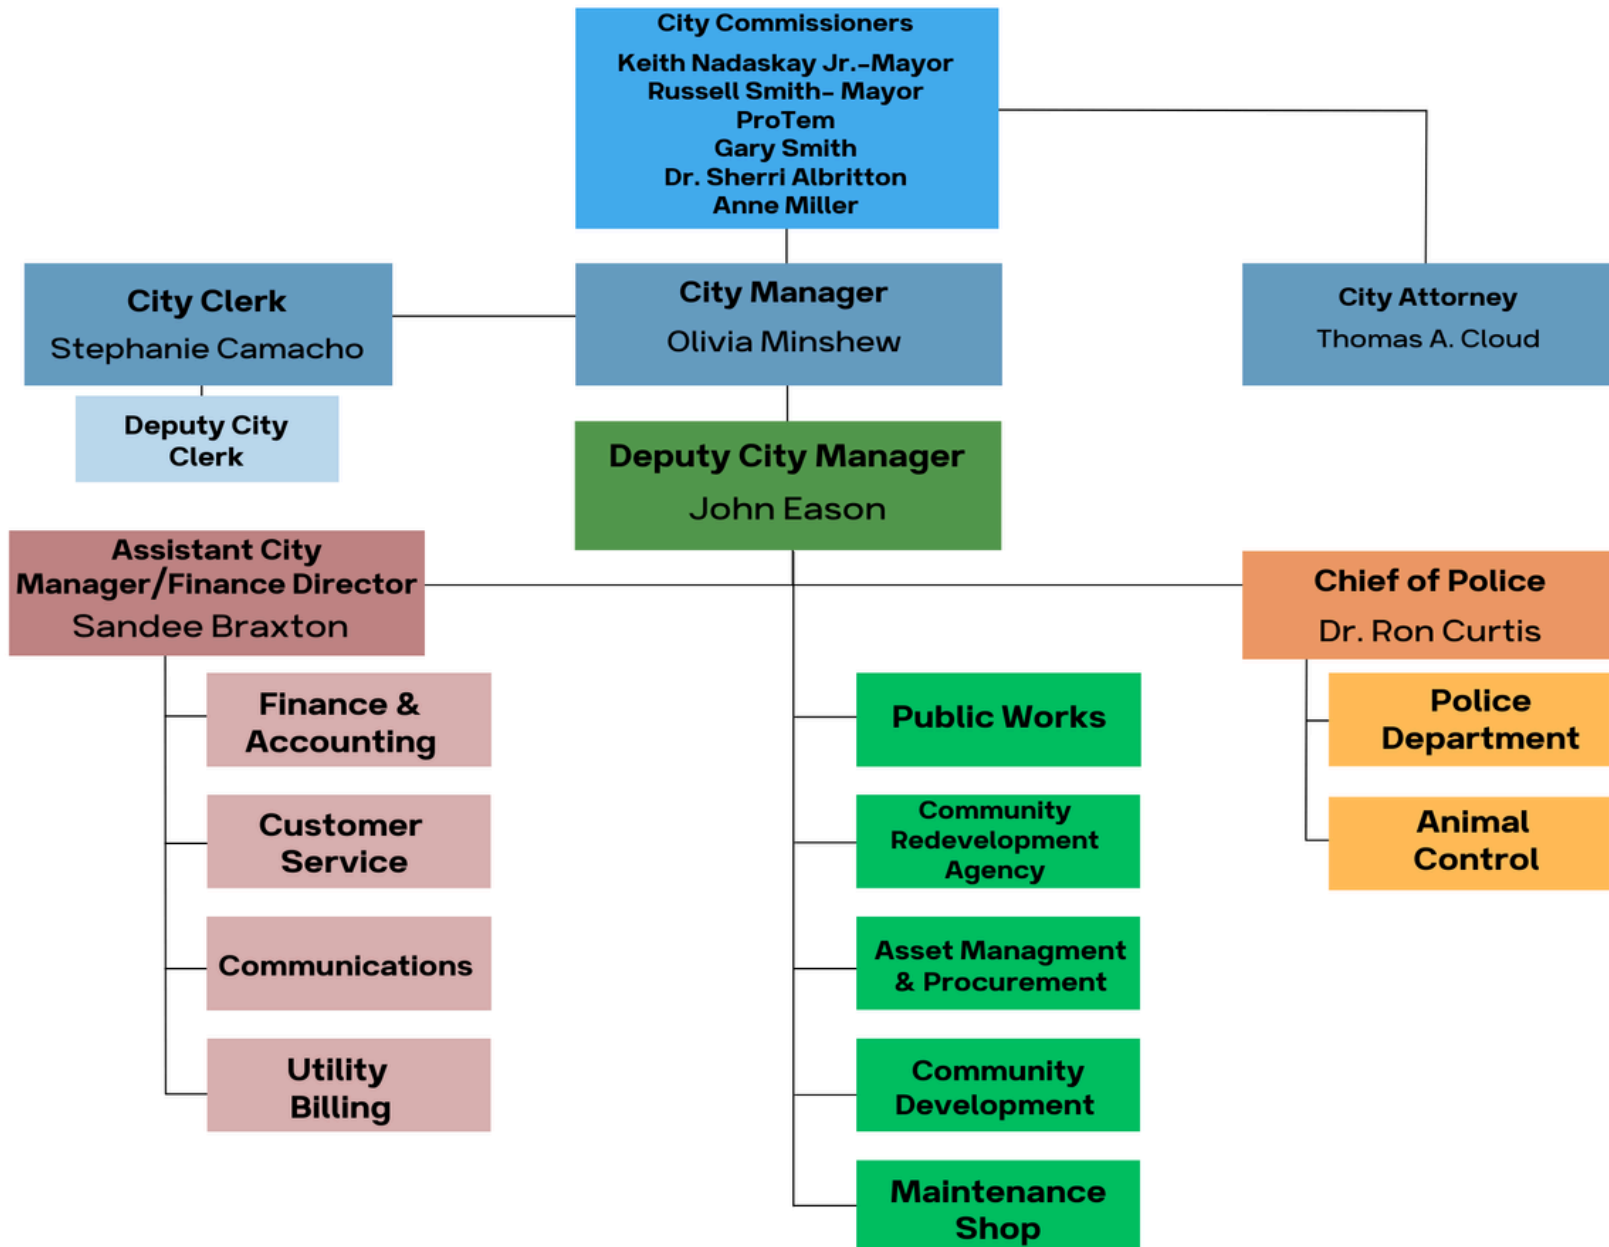 City Commissioners
Keith Nadaskay Jr.-Mayor
Russell Smith- Mayor
ProTem
Gary Smith
Dr. Sherri Albritton
Anne Miller
City Clerk
Stephanie Camacho
City Manager
Olivia Minshew
City Attorney
Thomas A. Cloud
Deputy City
Clerk
Deputy City Manager
John Eason
Assistant City
Manager/Finance Director
Sandee Braxton
Chief of Police
Dr. Ron Curtis
Finance &
Accounting
Customer
Service
Communications
Utility
Billing
Public Works
Community
Redevelopment
Agency
Asset Managment
& Procurement
Community
Development
Maintenance
Shop
Police
Department
Animal
Control